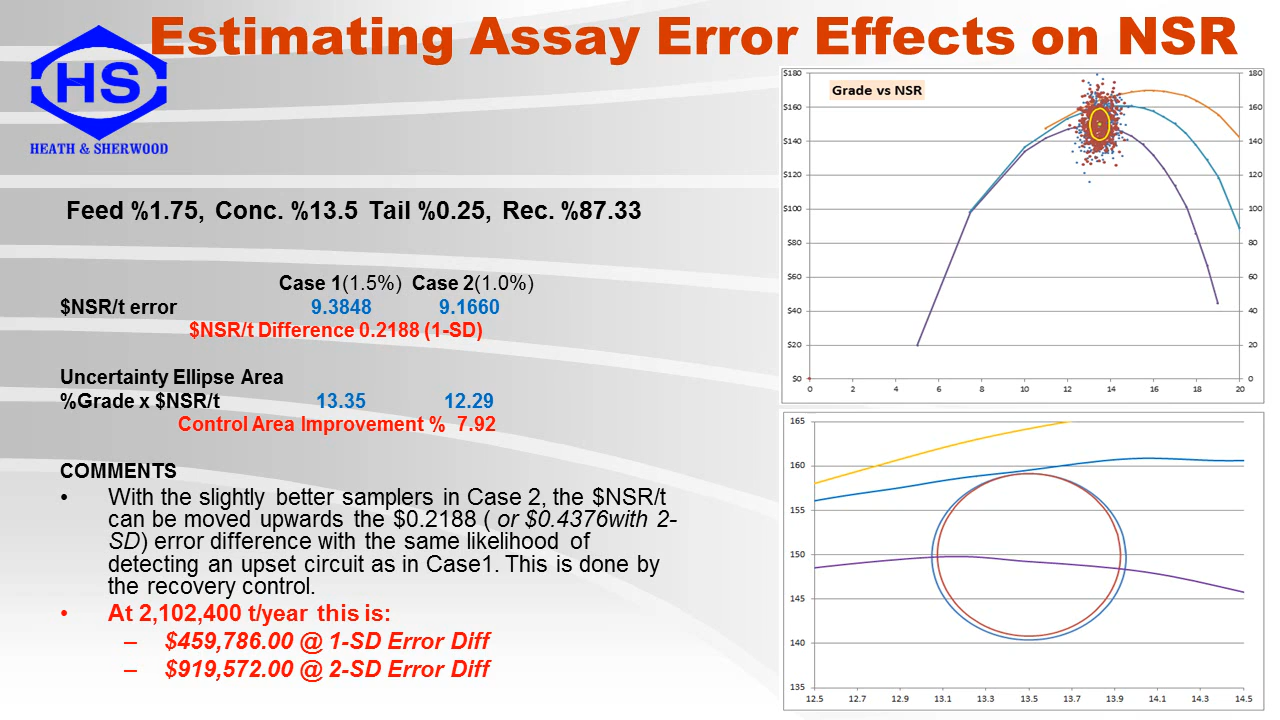 Estimating Assay Error Effects on NSR
HS
HEATH & SHERWOOD
Feed %1.75, Conc. %13.5 Tail %0.25, Rec. %87.33
Case 1(1.5%) Case 2(1.0%)
$NSR/t error 9.3848 9.1660
$NSR/t Difference 0.2188 (1-SD)
Uncertainty Ellipse Area
%Grade x $NSR/t 13.35 12.29
Control Area Improvement % 7.92
COMMENTS
• With the slightly better samplers in Case 2, the $NSR/t
can be moved upwards the $0.2188 ( or $0.4376with 2-
SD) error difference with the same likelihood of
detecting an upset circuit as in Case1. This is done by
the recovery control.
• At 2,102,400 t/year this is:
– $459,786.00 @ 1-SD Error Diff
– $919,572.00 @ 2-SD Error Diff
Grade vs NSR
$180 180
$160 160
$140 140
$120 120
$100 100
$80 80
$60 60
$40 40
$20 20
$0 0
0 2 4 6 8 10 12 14 16 18 20
165
160
155
150
145
140
135
12.5 12.7 12.9 13.1 13.3 13.5 13.7 13.9 14.1 14.3 14.5